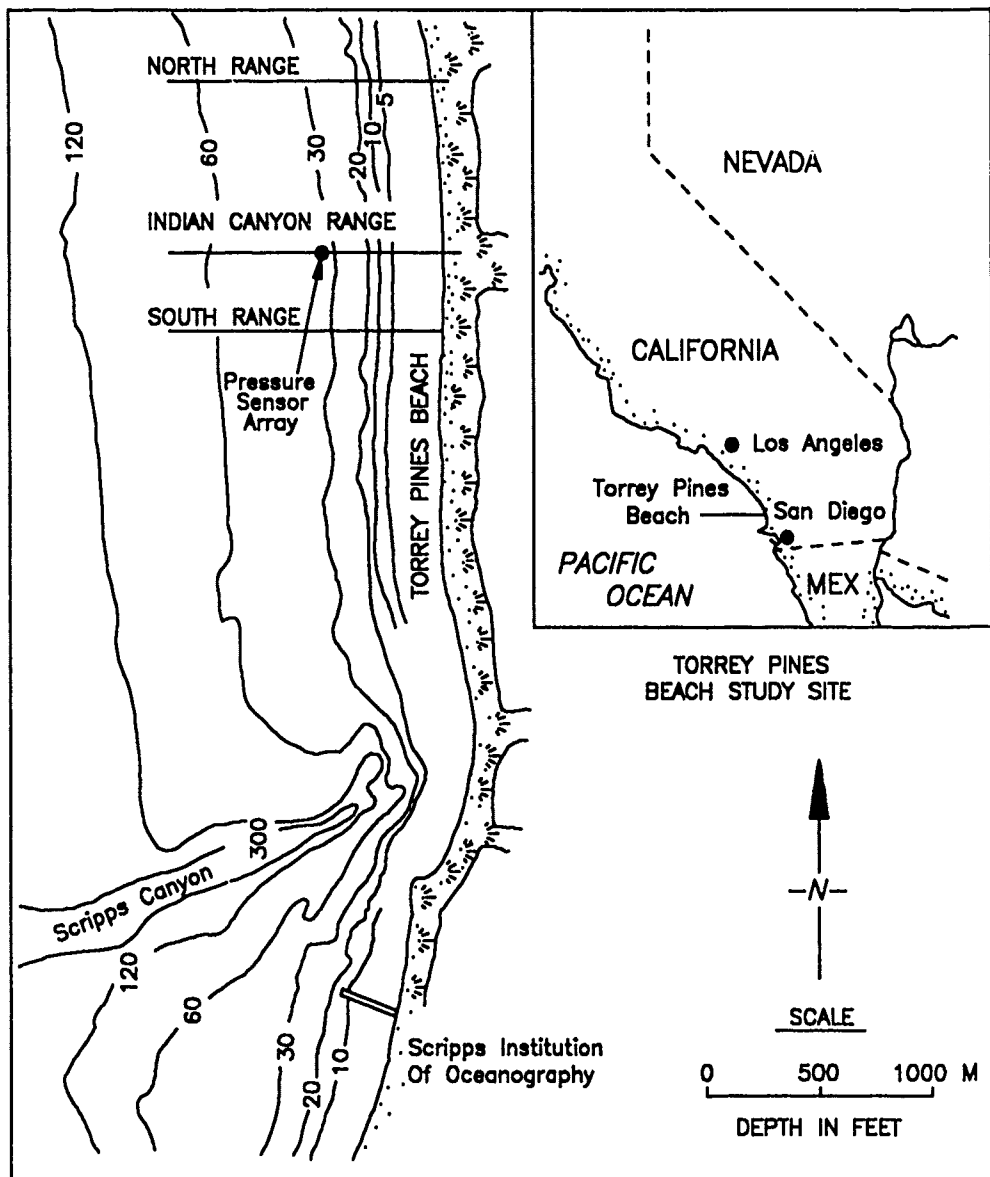 NORTH RANGE
120
60
30
20
10
5
INDIAN CANYON RANGE
SOUTH RANGE
Pressure
Sensor
Array
TORREY PINES BEACH
300
Scripps Canyon
120
60
30
20
10
Scripps Institution
Of Oceanography
NEVADA
CALIFORNIA
Los Angeles
Torrey Pines
Beach
San Diego
PACIFIC
OCEAN
MEX
TORREY PINES
BEACH STUDY SITE
N
SCALE
0 500 1000 M
DEPTH IN FEET